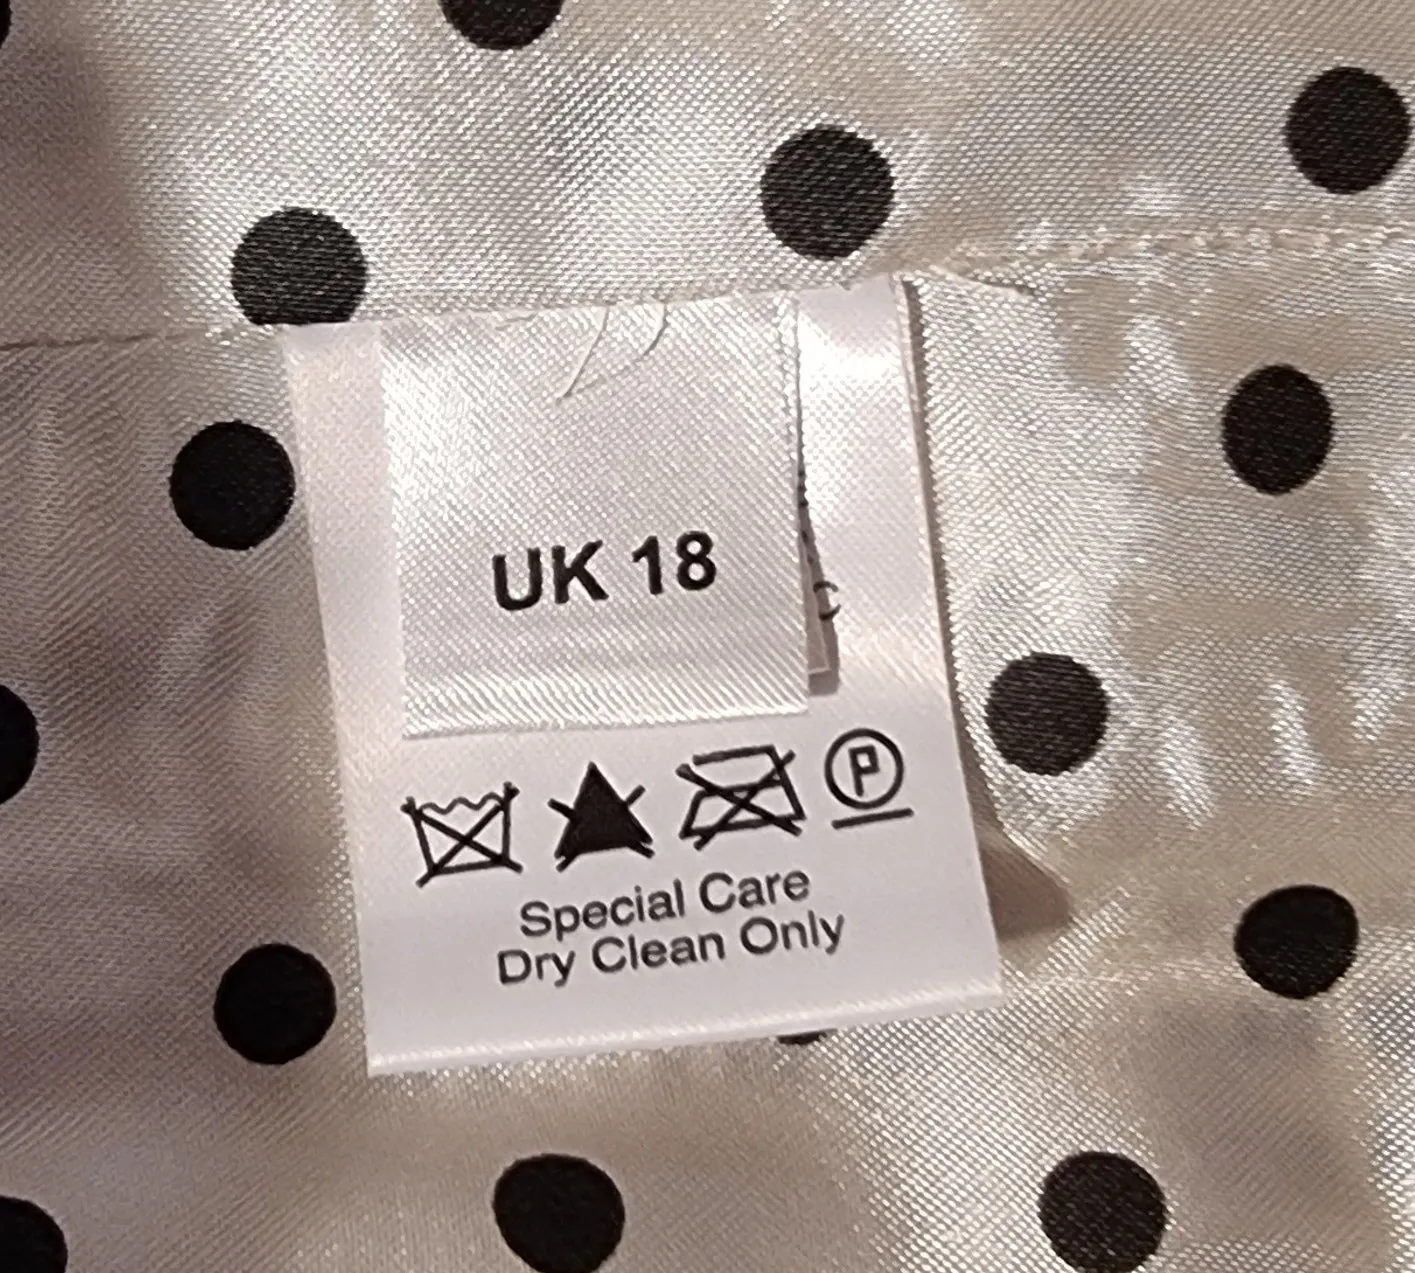 UK 18
P
Special Care
Dry Clean Only